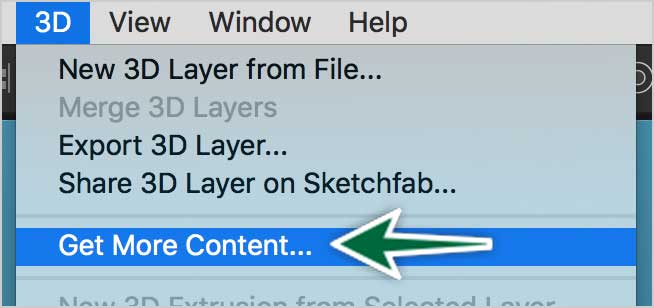 3D View Window Help
New 3D Layer from File...
Merge 3D Layers
Export 3D Layer...
Share 3D Layer on Sketchfab...
Get More Content...
New 3D Extrusion from Selected Layer